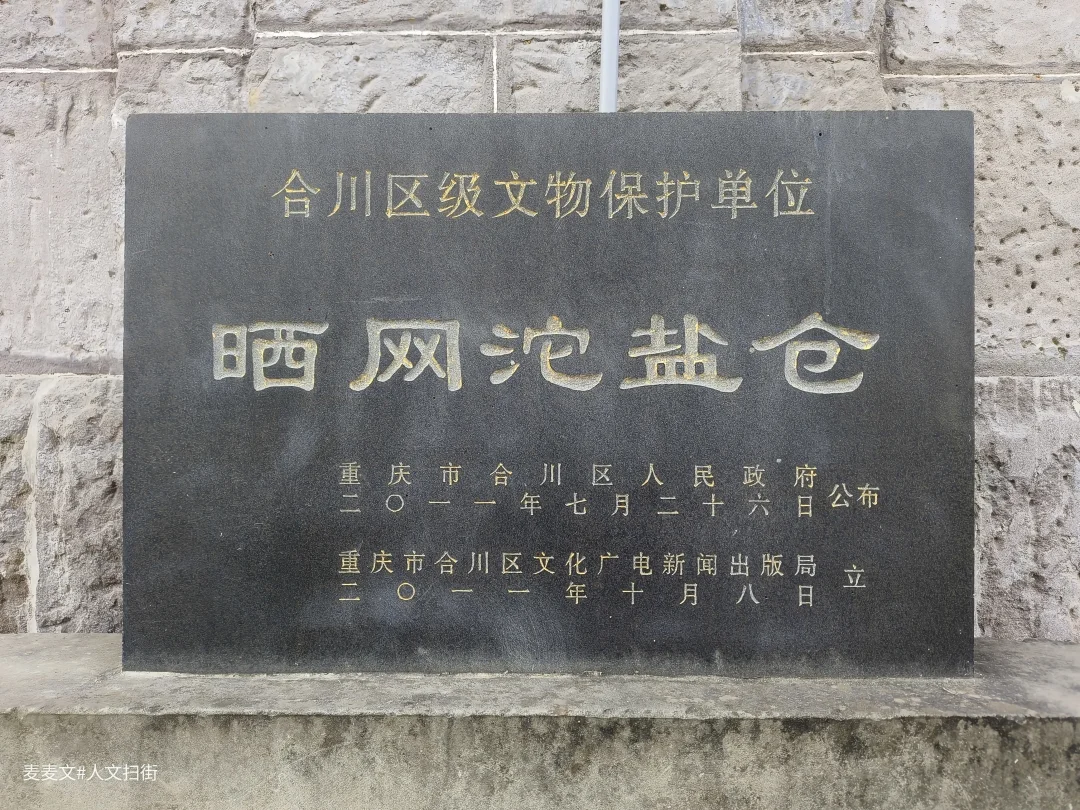 合川区级文物保护单位
晒网沱盐仓
重庆市合川区人民政府
二〇一一年七月二十六日 公布
重庆市合川区文化广电新闻出版局
二〇一一年十月八日 立
麦麦文#人文扫街